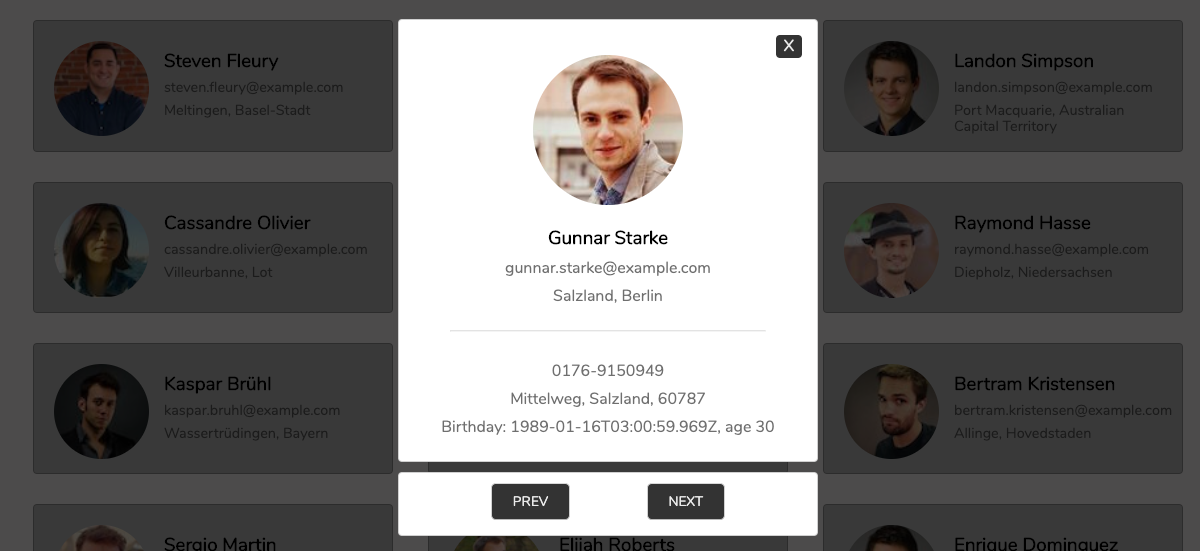 Steven Fleury
steven.fleury@example.com
Meltingen, Basel-Stadt
X
Gunnar Starke
gunnar.starke@example.com
Salzland, Berlin
0176-9150949
Mittelweg, Salzland, 60787
Birthday: 1989-01-16T03:00:59.969Z, age 30
PREV
NEXT
Landon Simpson
landon.simpson@example.com
Port Macquarie, Australian
Capital Territory
Cassandre Olivier
cassandre.olivier@example.com
Villeurbanne, Lot
Raymond Hasse
raymond.hasse@example.com
Diepholz, Niedersachsen
Kaspar Brühl
kaspar.bruhl@example.com
Wassertrüdingen, Bayern
Bertram Kristensen
bertram.kristensen@example.com
Allinge, Hovedstaden
Sergio Martin
Elijah Roberts
Enrique Dominguez